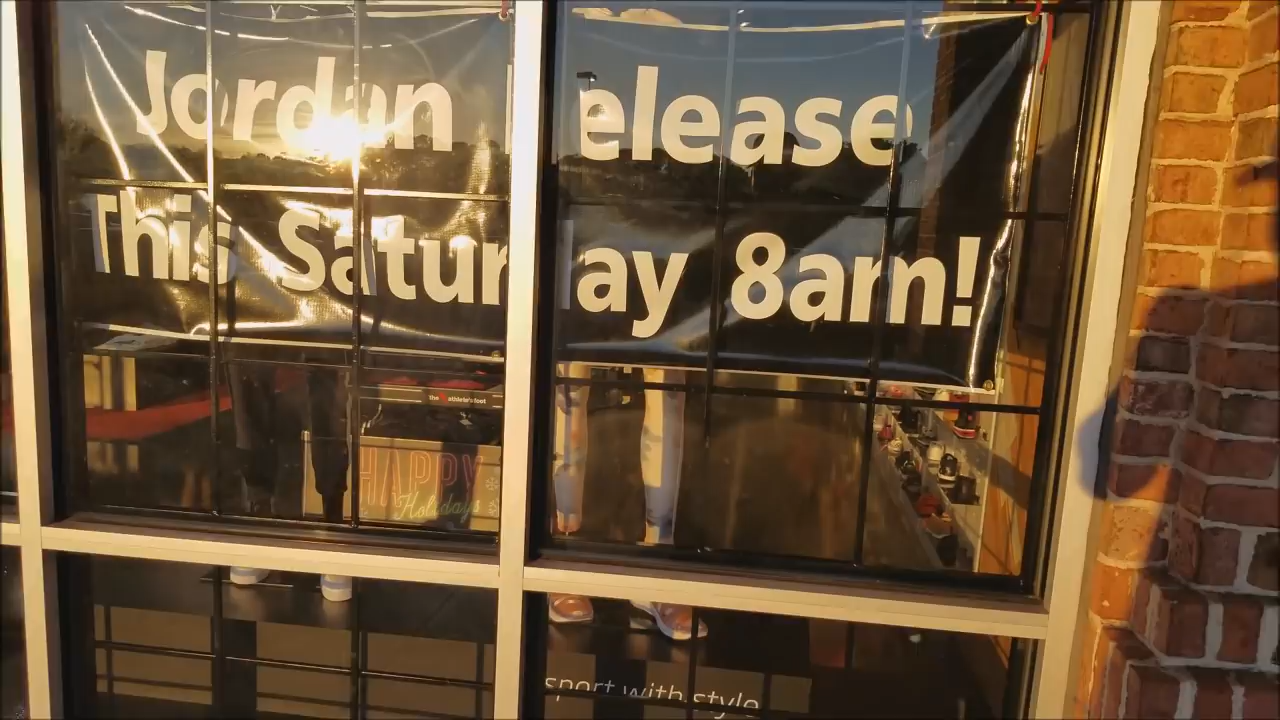 Jordan Release
This Saturday 8am!
the athlete's foot
HAPPY
Holidays
sport with style